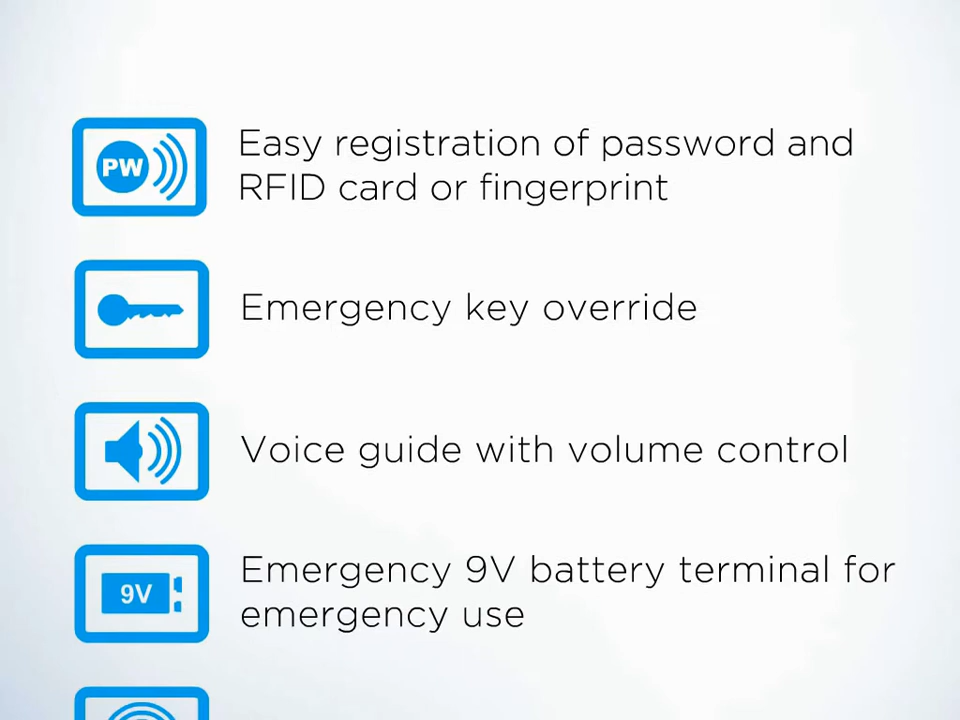 PW
Easy registration of password and
RFID card or fingerprint
Emergency key override
Voice guide with volume control
9V
Emergency 9V battery terminal for
emergency use